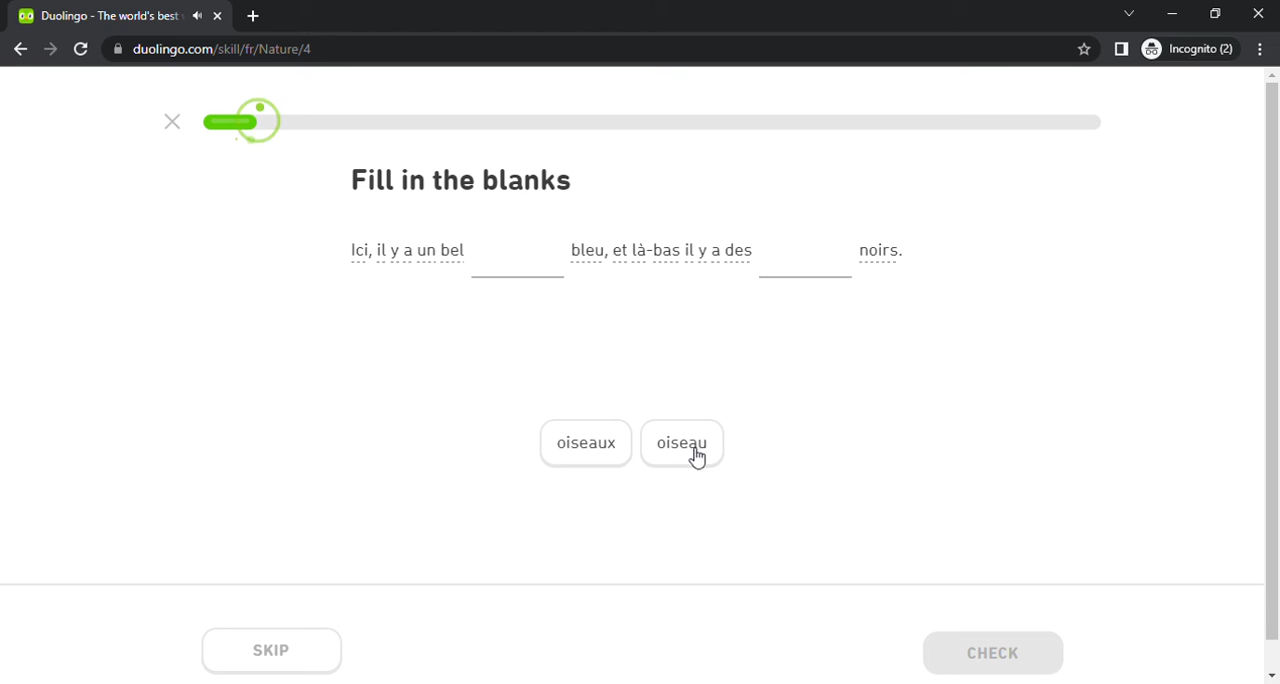 Duolingo - The world's best
duolingo.com/skill/fr/Nature/4
Incognito (2)
Fill in the blanks
Ici, il y a un bel bleu, et là-bas il y a des noirs.
oiseaux oiseau
SKIP CHECK